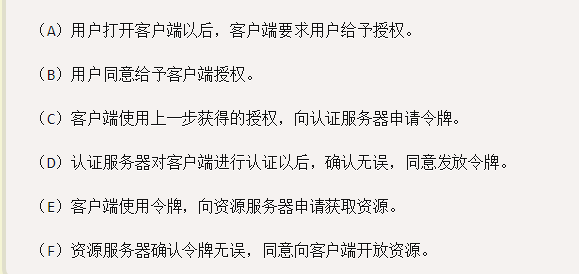 （A）用户打开客户端以后，客户端要求用户给予授权。
（B）用户同意给予客户端授权。
（C）客户端使用上一步获得的授权，向认证服务器申请令牌。
（D）认证服务器对客户端进行认证以后，确认无误，同意发放令牌。
（E）客户端使用令牌，向资源服务器申请获取资源。
（F）资源服务器确认令牌无误，同意向客户端开放资源。